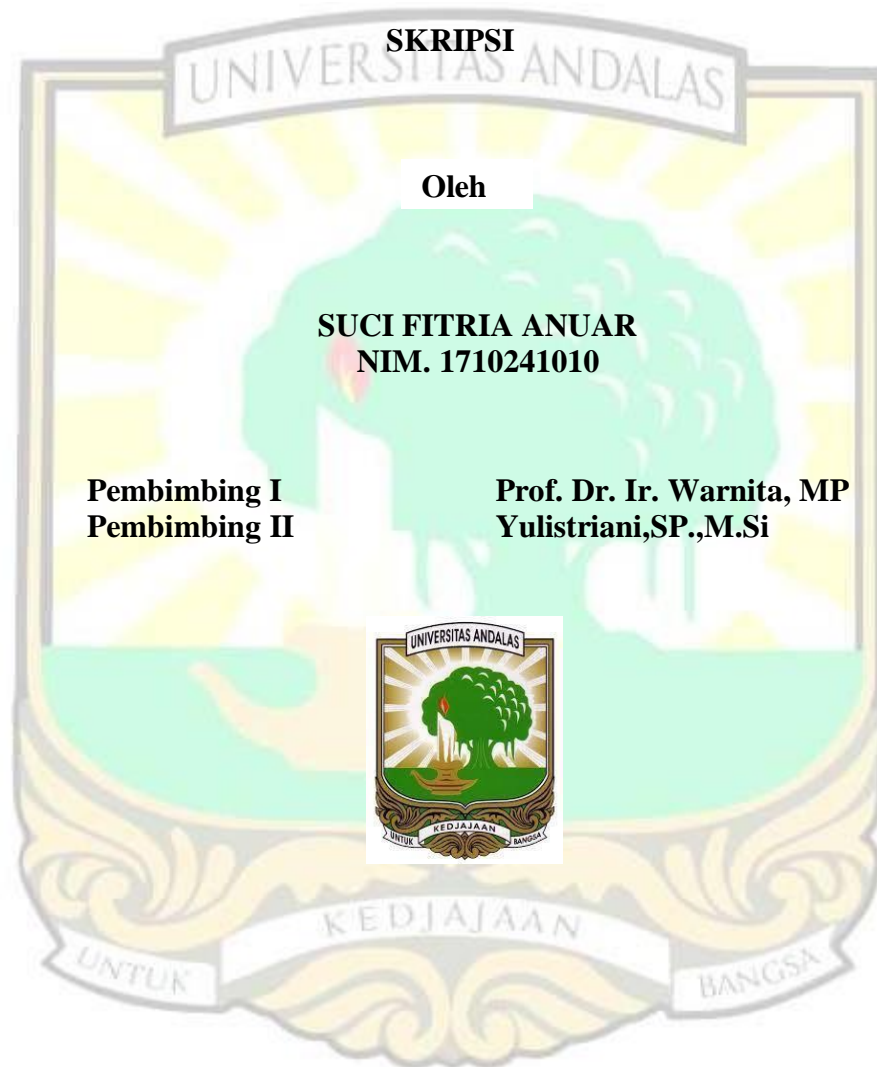 SKRIPSI
UNIVERSITAS ANDALAS
Oleh
SUCI FITRIA ANUAR
NIM. 1710241010
Pembimbing I Prof. Dr. Ir. Warnita, MP
Pembimbing II Yulistriani,SP.,M.Si
UNIVERSITAS ANDALAS
UNTUK KEDJAJAAN BANGSA
UNTUK KEDJAJAAN BANGSA